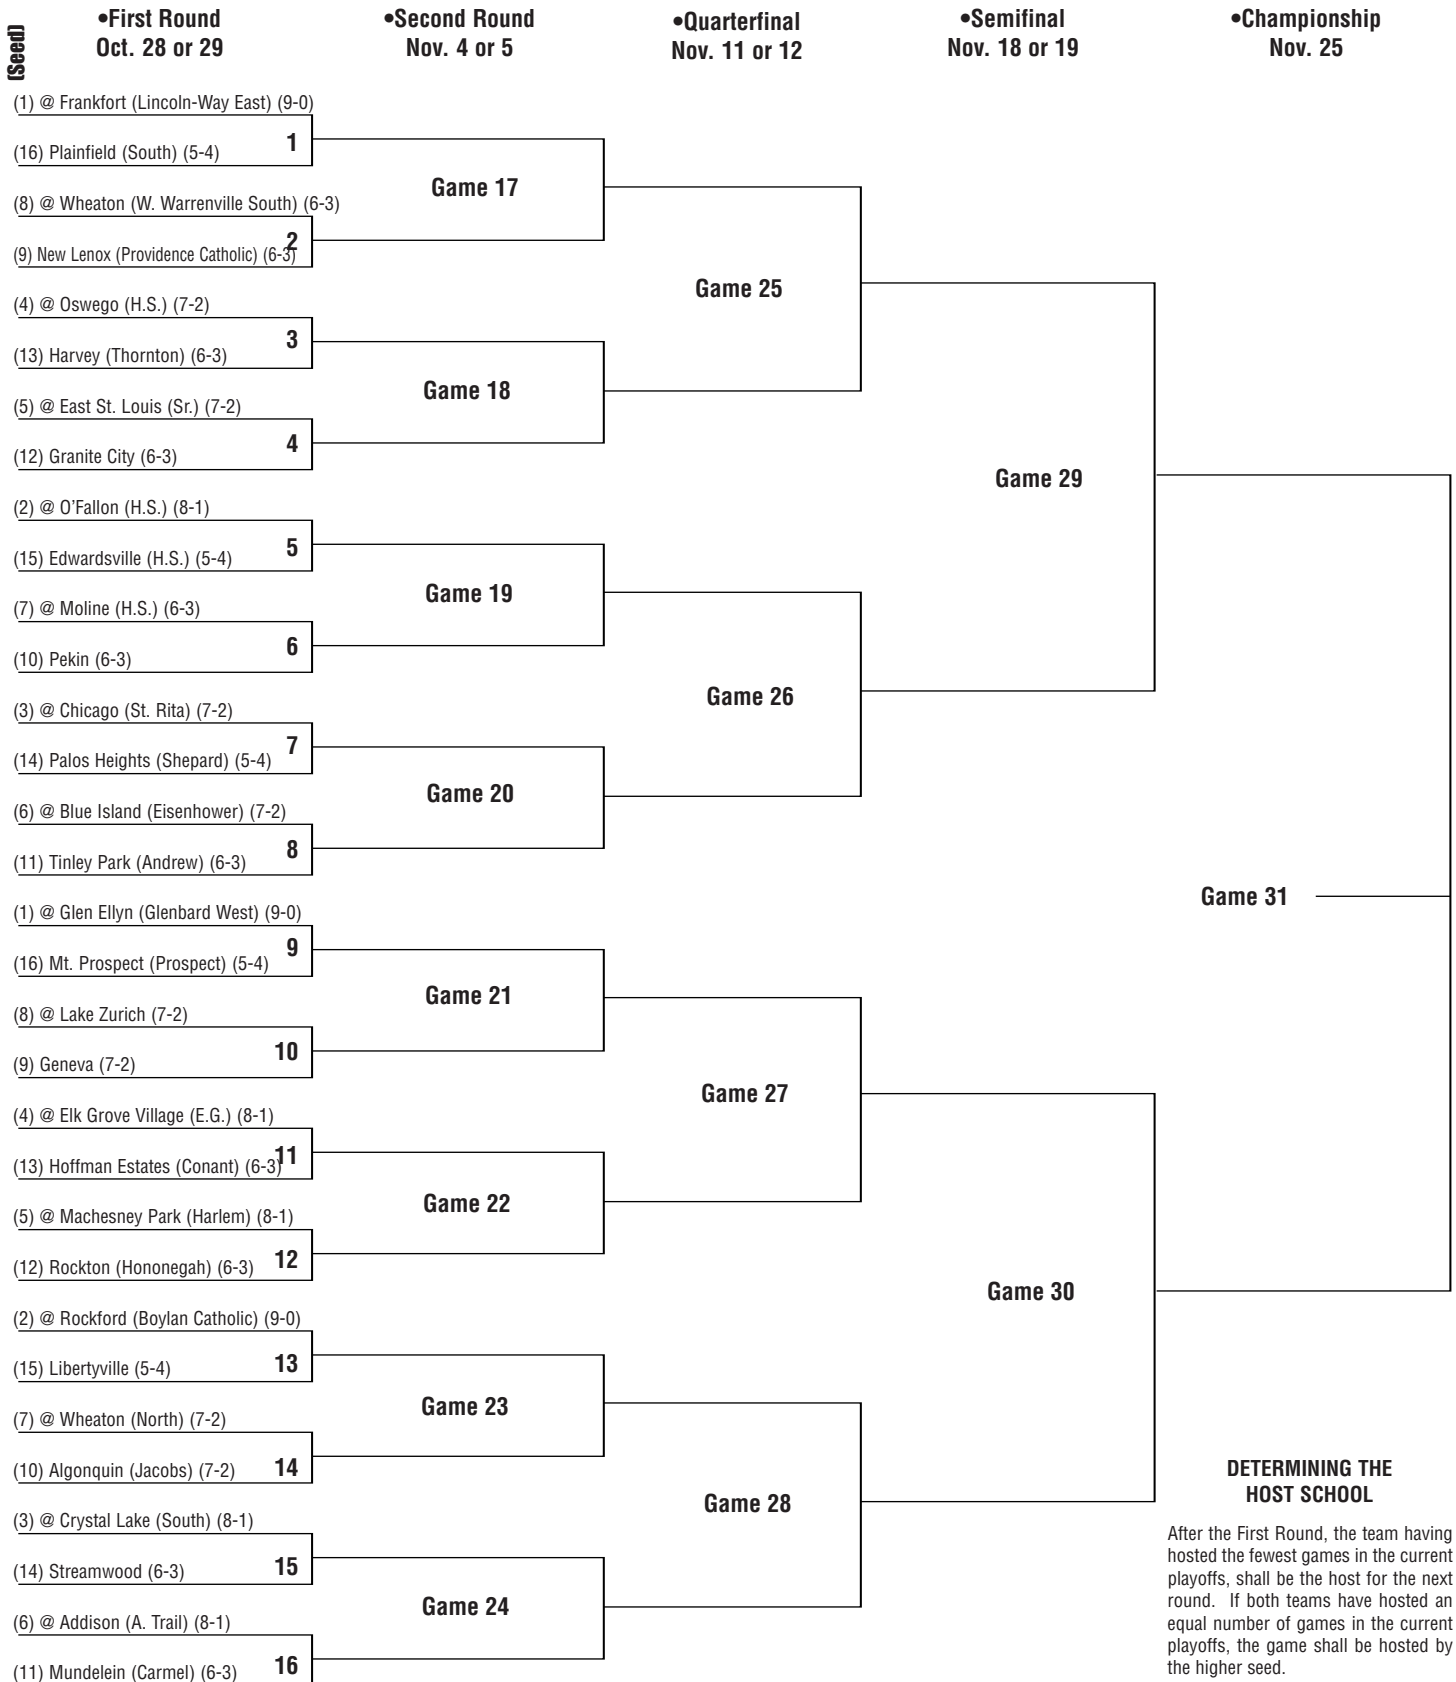 (Seed)
•First Round
Oct. 28 or 29
•Second Round
Nov. 4 or 5
•Quarterfinal
Nov. 11 or 12
•Semifinal
Nov. 18 or 19
•Championship
Nov. 25
(1) @ Frankfort (Lincoln-Way East) (9-0)
1
(16) Plainfield (South) (5-4)
Game 17
(8) @ Wheaton (W. Warrenville South) (6-3)
2
(9) New Lenox (Providence Catholic) (6-3)
Game 25
(4) @ Oswego (H.S.) (7-2)
3
(13) Harvey (Thornton) (6-3)
Game 18
(5) @ East St. Louis (Sr.) (7-2)
4
(12) Granite City (6-3)
Game 29
(2) @ O'Fallon (H.S.) (8-1)
5
(15) Edwardsville (H.S.) (5-4)
Game 19
(7) @ Moline (H.S.) (6-3)
6
(10) Pekin (6-3)
Game 26
(3) @ Chicago (St. Rita) (7-2)
7
(14) Palos Heights (Shepard) (5-4)
Game 20
(6) @ Blue Island (Eisenhower) (7-2)
8
(11) Tinley Park (Andrew) (6-3)
Game 31
(1) @ Glen Ellyn (Glenbard West) (9-0)
9
(16) Mt. Prospect (Prospect) (5-4)
Game 21
(8) @ Lake Zurich (7-2)
10
(9) Geneva (7-2)
Game 27
(4) @ Elk Grove Village (E.G.) (8-1)
11
(13) Hoffman Estates (Conant) (6-3)
Game 22
(5) @ Machesney Park (Harlem) (8-1)
12
(12) Rockton (Hononegah) (6-3)
Game 30
(2) @ Rockford (Boylan Catholic) (9-0)
13
(15) Libertyville (5-4)
Game 23
(7) @ Wheaton (North) (7-2)
14
(10) Algonquin (Jacobs) (7-2)
Game 28
(3) @ Crystal Lake (South) (8-1)
15
(14) Streamwood (6-3)
Game 24
(6) @ Addison (A. Trail) (8-1)
16
(11) Mundelein (Carmel) (6-3)
DETERMINING THE
HOST SCHOOL
After the First Round, the team having
hosted the fewest games in the current
playoffs, shall be the host for the next
round. If both teams have hosted an
equal number of games in the current
playoffs, the game shall be hosted by
the higher seed.